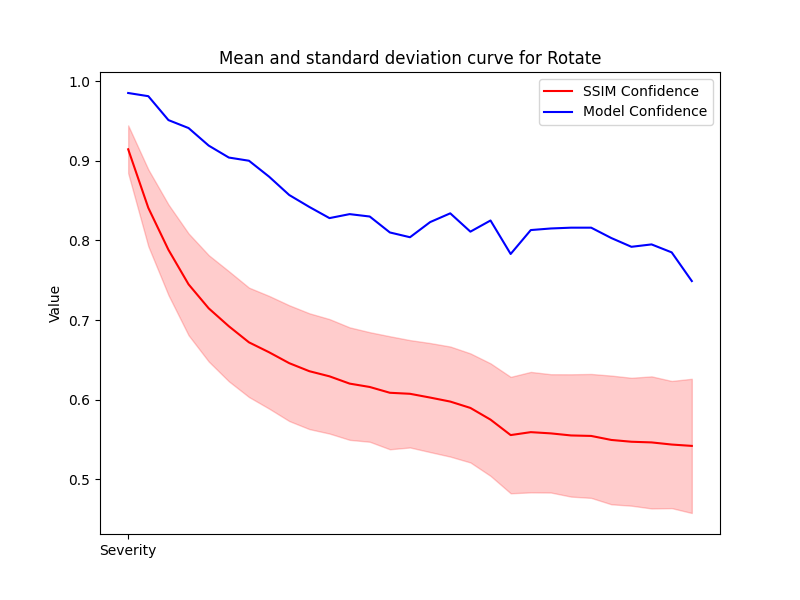 Mean and standard deviation curve for Rotate
SSIM Confidence
Model Confidence
1.0
0.9
0.8
0.7
0.6
0.5
Value
Severity